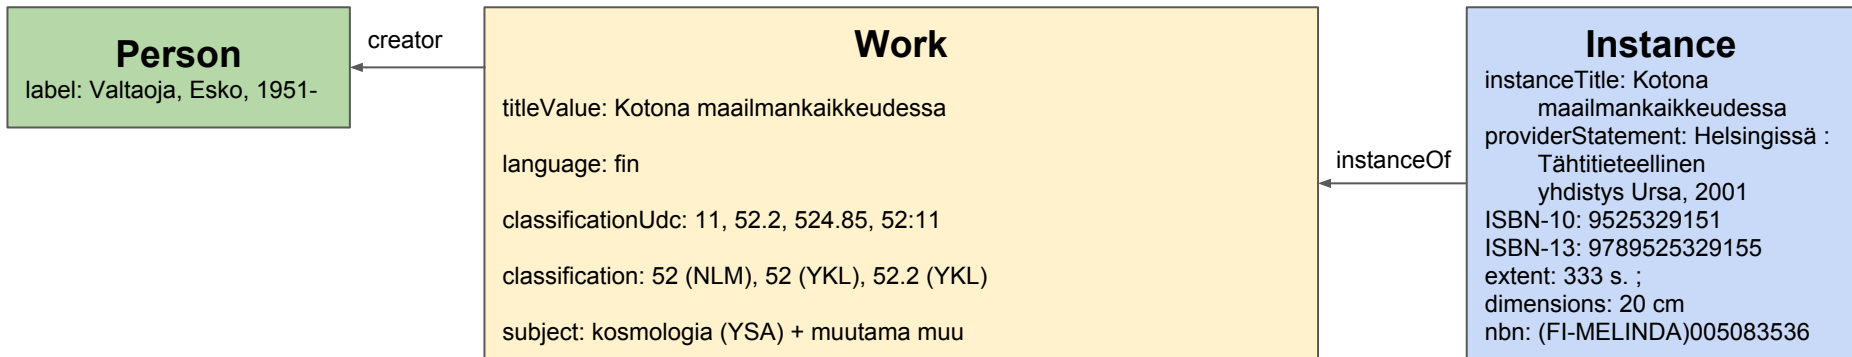 Person
label: Valtaoja, Esko, 1951-
creator
Work
titleValue: Kotona maailmankaikkeudessa
language: fin
classificationUdc: 11, 52.2, 524.85, 52:11
classification: 52 (NLM), 52 (YKL), 52.2 (YKL)
subject: kosmologia (YSA) + muutama muu
instanceOf
Instance
instanceTitle: Kotona
maailmankaikkeudessa
providerStatement: Helsingissä :
Tähtitieteellinen
yhdistys Ursa, 2001
ISBN-10: 9525329151
ISBN-13: 9789525329155
extent: 333 s. ;
dimensions: 20 cm
nbn: (FI-MELINDA)005083536